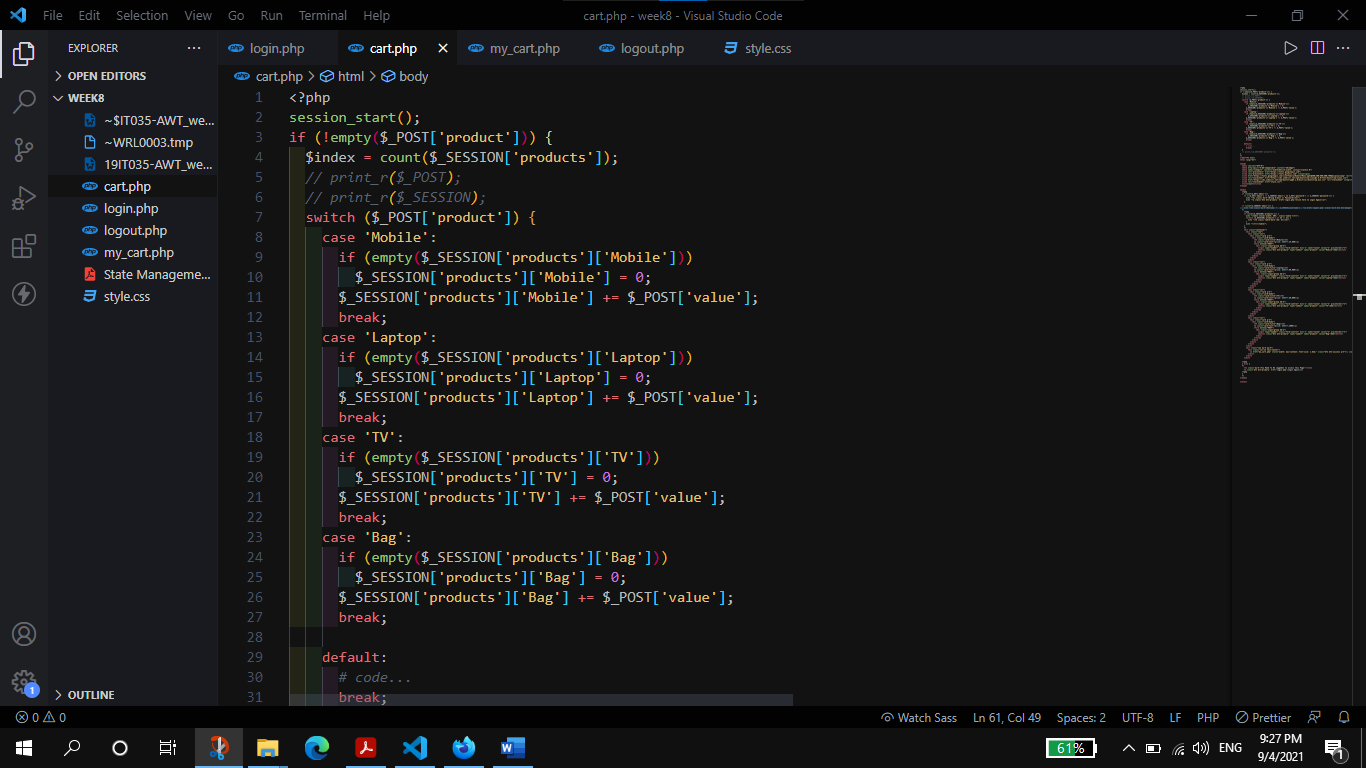 File Edit Selection View Go Run Terminal Help cart.php - week8 - Visual Studio Code
EXPLORER
OPEN EDITORS
WEEK8
~$IT035-AWT_we...
~WRL0003.tmp
19IT035-AWT_we...
cart.php
login.php
logout.php
my_cart.php
State Manageme...
style.css
OUTLINE
login.php cart.php my_cart.php logout.php style.css
cart.php > html > body
1 <?php
2 session_start();
3 if (!empty($_POST['product'])) {
4   $index = count($_SESSION['products']);
5   // print_r($_POST);
6   // print_r($_SESSION);
7   switch ($_POST['product']) {
8     case 'Mobile':
9       if (empty($_SESSION['products']['Mobile']))
10         $_SESSION['products']['Mobile'] = 0;
11       $_SESSION['products']['Mobile'] += $_POST['value'];
12       break;
13     case 'Laptop':
14       if (empty($_SESSION['products']['Laptop']))
15         $_SESSION['products']['Laptop'] = 0;
16       $_SESSION['products']['Laptop'] += $_POST['value'];
17       break;
18     case 'TV':
19       if (empty($_SESSION['products']['TV']))
20         $_SESSION['products']['TV'] = 0;
21       $_SESSION['products']['TV'] += $_POST['value'];
22       break;
23     case 'Bag':
24       if (empty($_SESSION['products']['Bag']))
25         $_SESSION['products']['Bag'] = 0;
26       $_SESSION['products']['Bag'] += $_POST['value'];
27       break;
28
29     default:
30       # code...
31       break;
0 0 Watch Sass Ln 61, Col 49 Spaces: 2 UTF-8 LF PHP Prettier
1
61% ENG 9:27 PM
9/4/2021
1